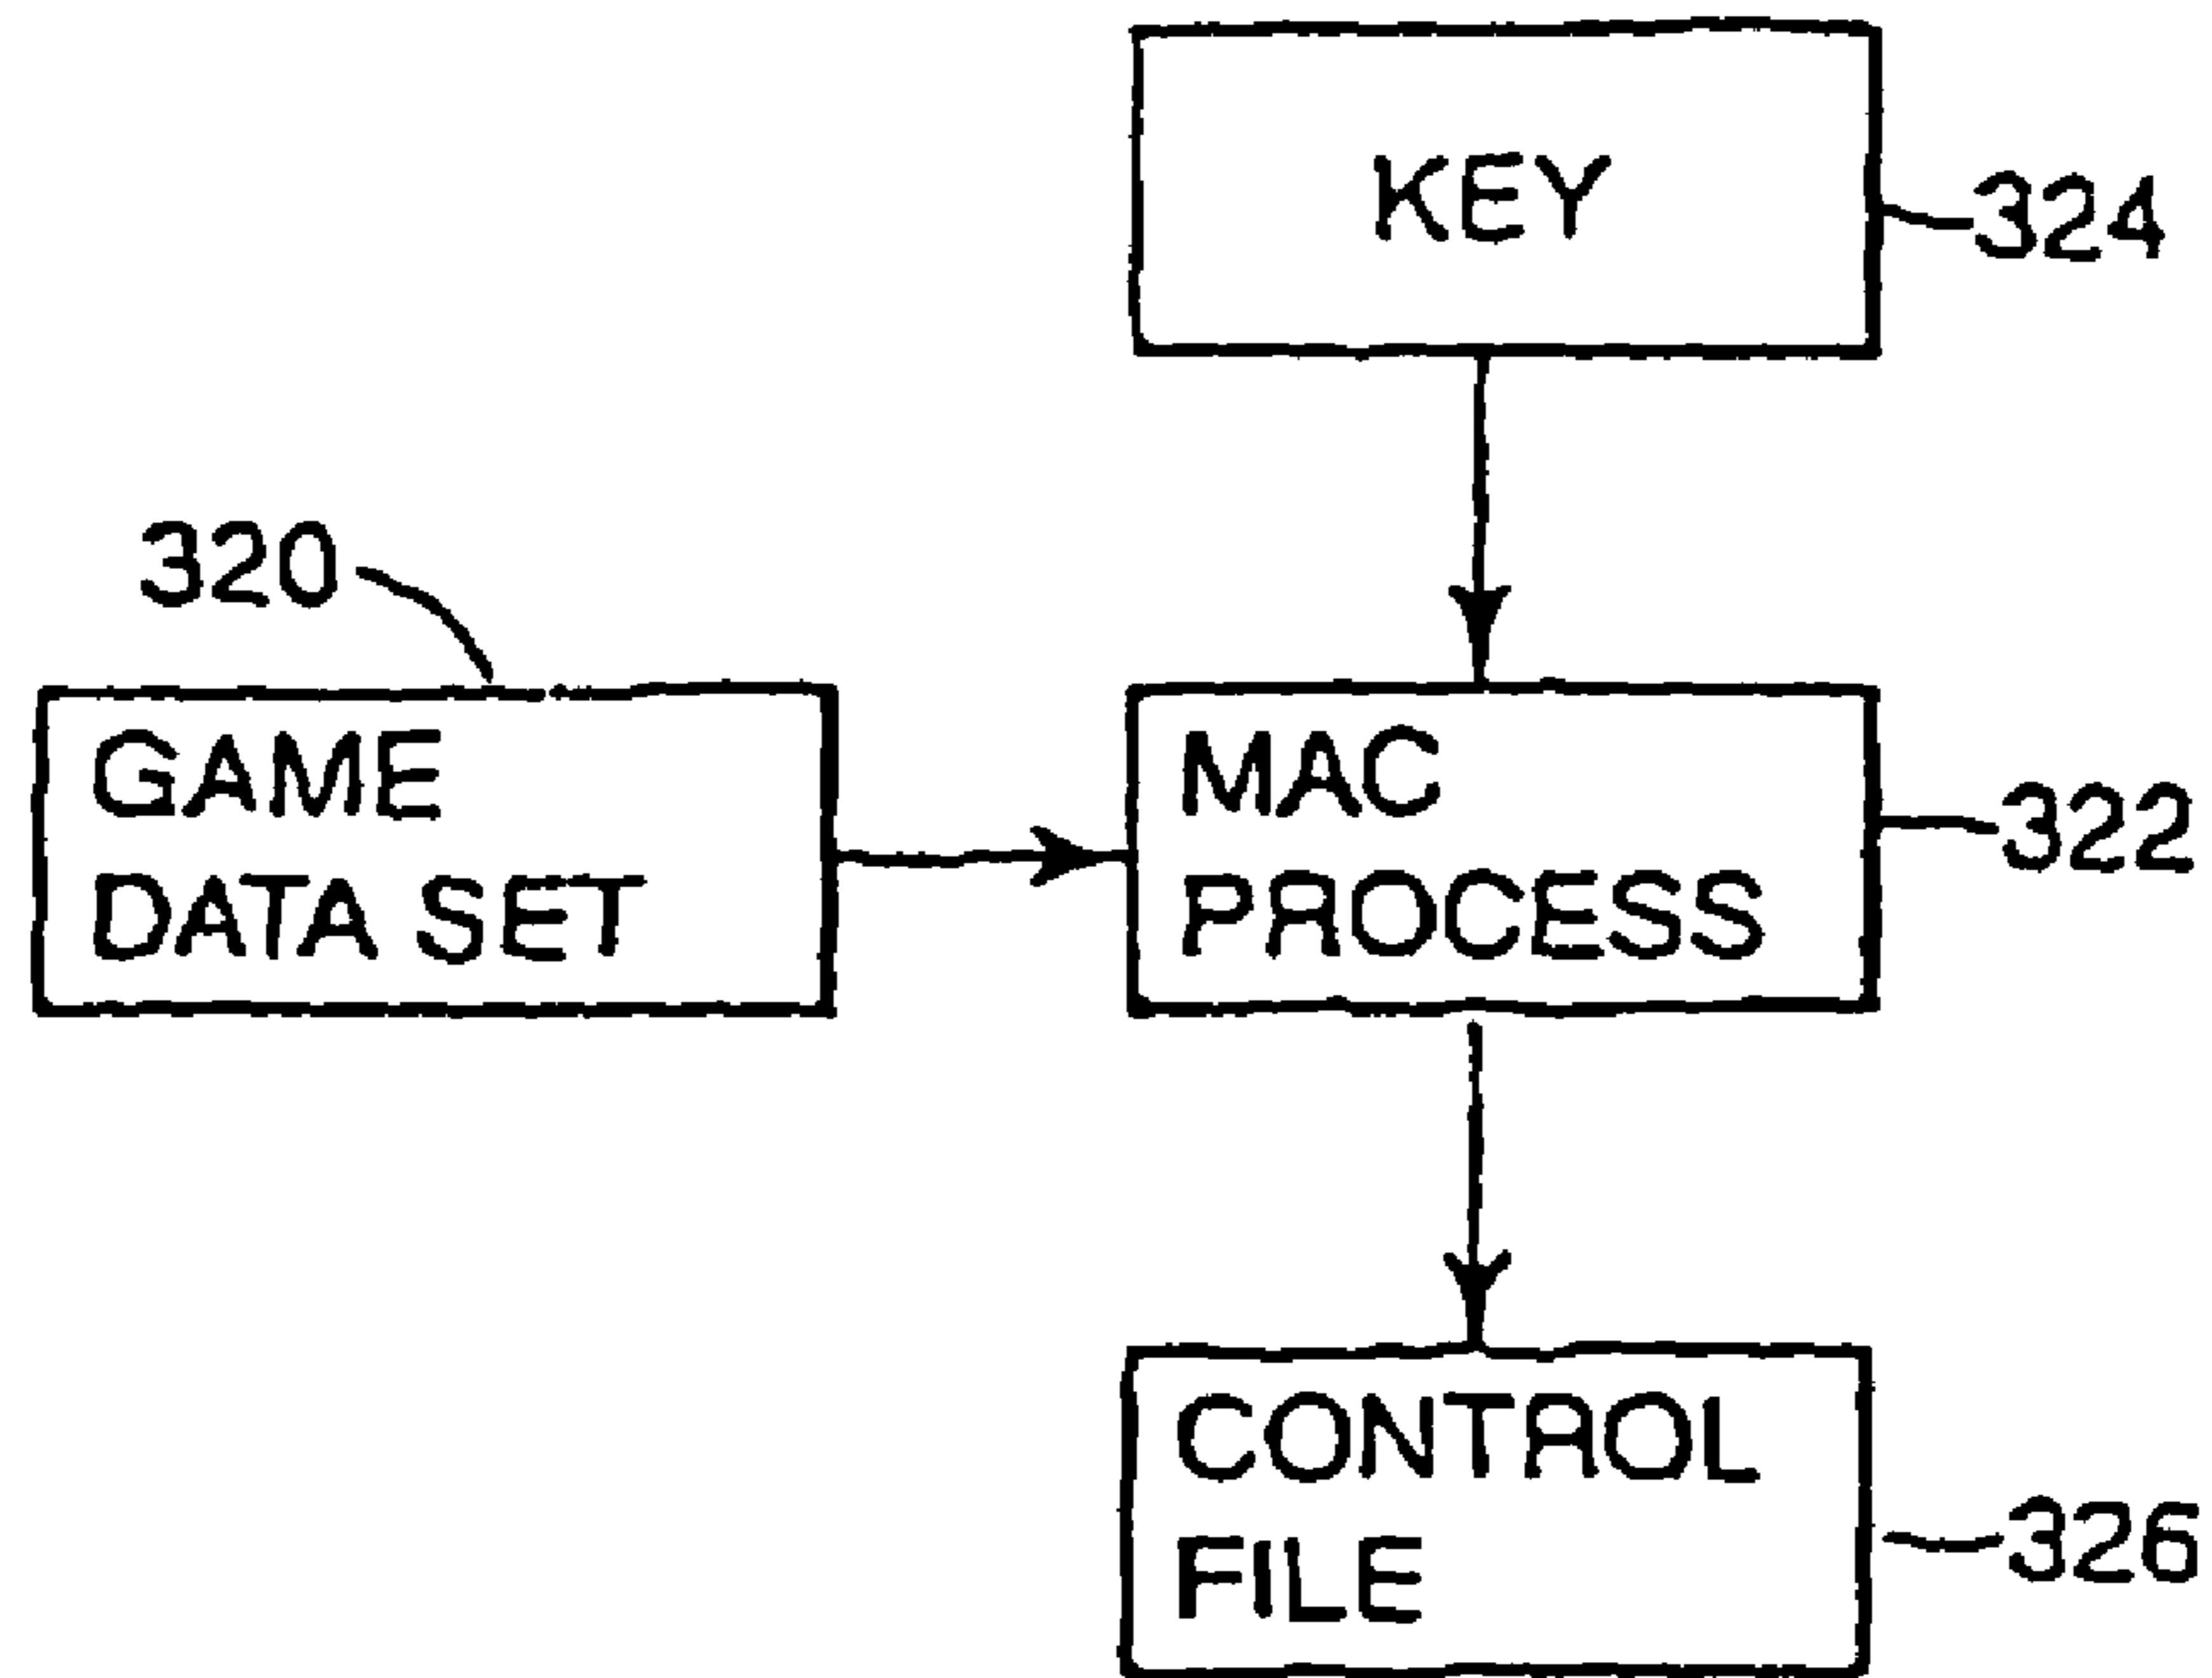 KEY
324
320
GAME
DATA SET
MAC
PROCESS
322
CONTROL
FILE
326